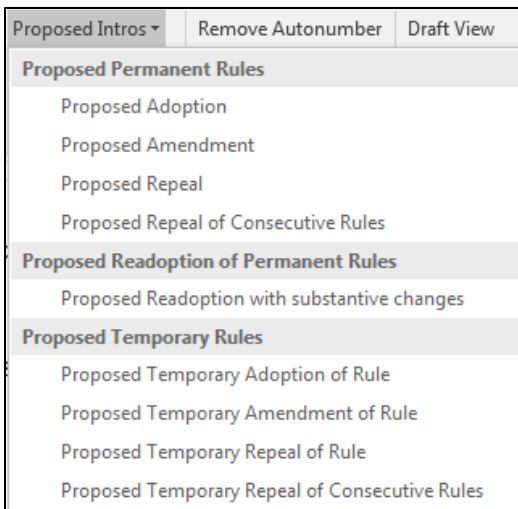 Proposed Intros Remove Autonumber Draft View
Proposed Permanent Rules
Proposed Adoption
Proposed Amendment
Proposed Repeal
Proposed Repeal of Consecutive Rules
Proposed Readoption of Permanent Rules
Proposed Readoption with substantive changes
Proposed Temporary Rules
Proposed Temporary Adoption of Rule
Proposed Temporary Amendment of Rule
Proposed Temporary Repeal of Rule
Proposed Temporary Repeal of Consecutive Rules